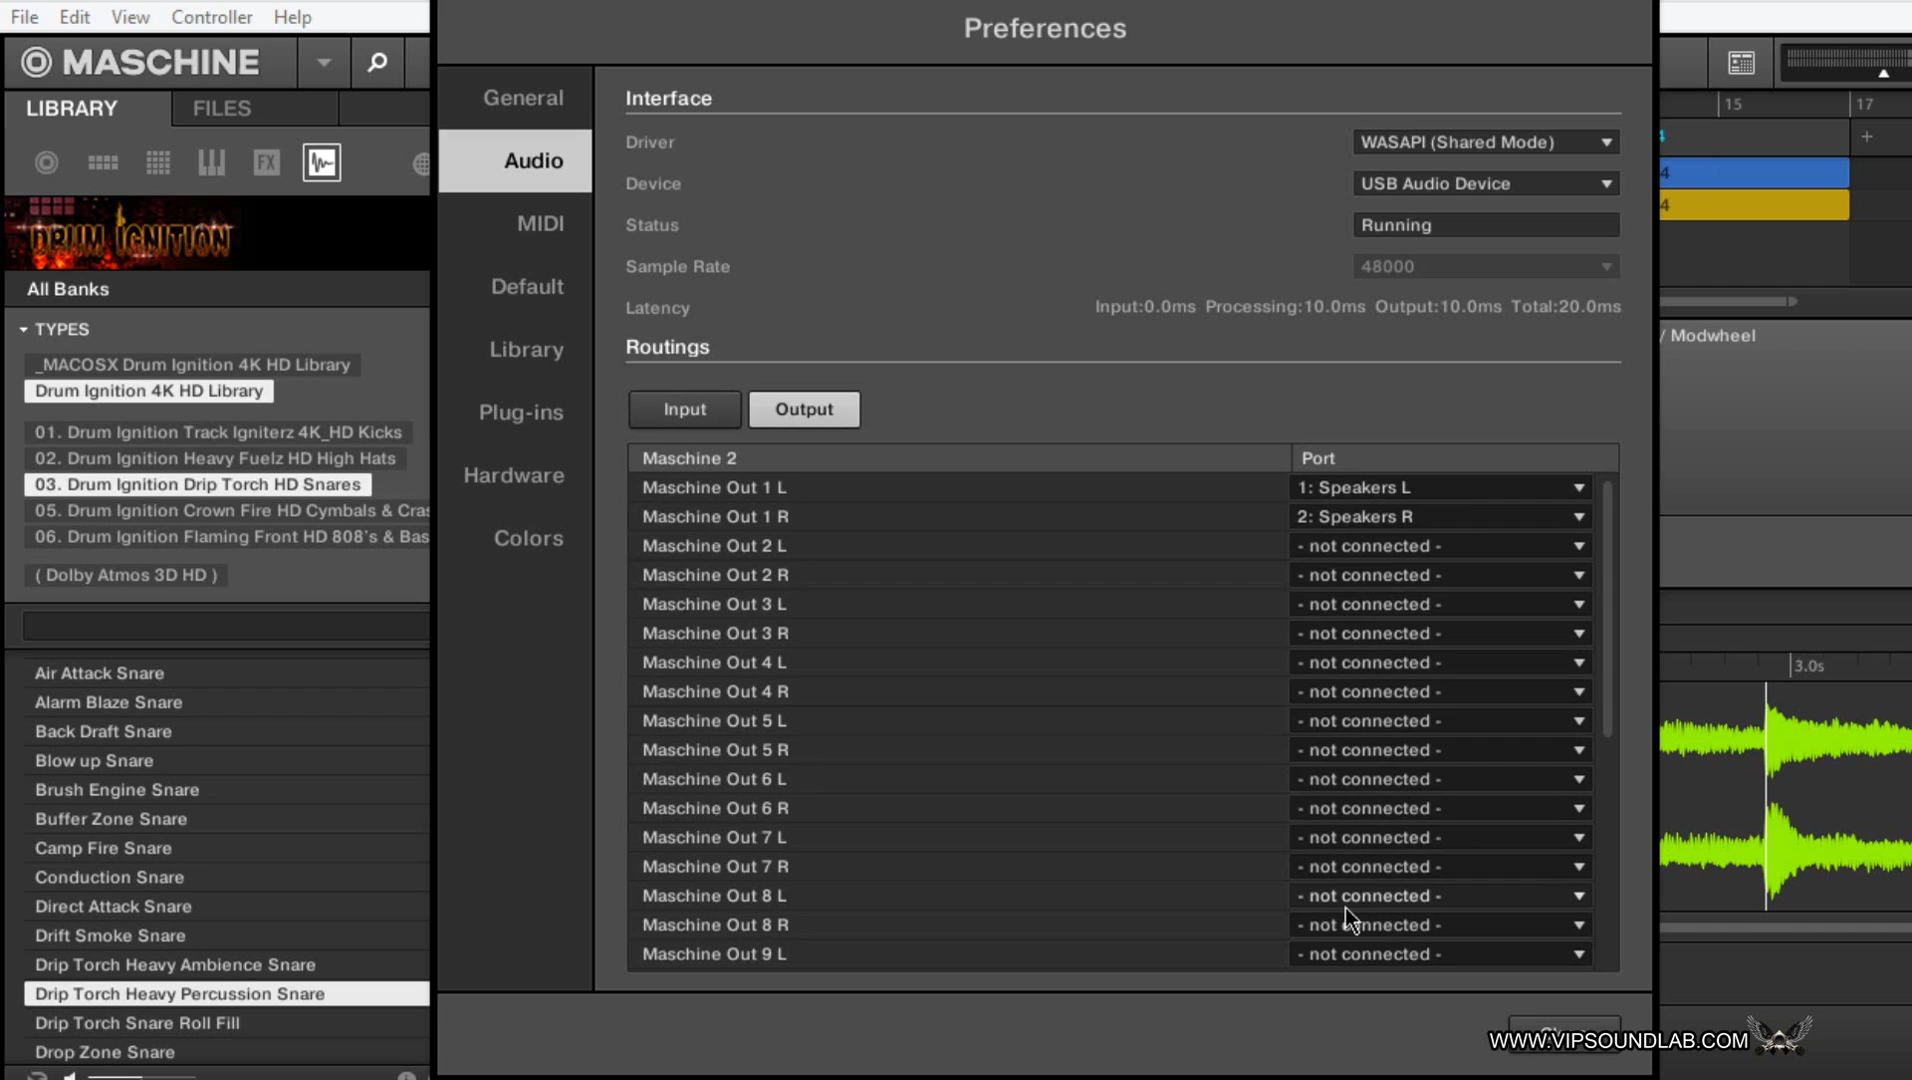 File Edit View Controller Help
Preferences
MASCHINE
LIBRARY FILES
FX
DRUM IGNITION
All Banks
TYPES
_MACOSX Drum Ignition 4K HD Library
Drum Ignition 4K HD Library
01. Drum Ignition Track Igniterz 4K_HD Kicks
02. Drum Ignition Heavy Fuelz HD High Hats
03. Drum Ignition Drip Torch HD Snares
05. Drum Ignition Crown Fire HD Cymbals & Cras
06. Drum Ignition Flaming Front HD 808's & Bas
( Dolby Atmos 3D HD )
Air Attack Snare
Alarm Blaze Snare
Back Draft Snare
Blow up Snare
Brush Engine Snare
Buffer Zone Snare
Camp Fire Snare
Conduction Snare
Direct Attack Snare
Drift Smoke Snare
Drip Torch Heavy Ambience Snare
Drip Torch Heavy Percussion Snare
Drip Torch Snare Roll Fill
Drop Zone Snare
General
Audio
MIDI
Default
Library
Plug-ins
Hardware
Colors
Interface
Driver WASAPI (Shared Mode)
Device USB Audio Device
Status Running
Sample Rate 48000
Latency Input:0.0ms Processing:10.0ms Output:10.0ms Total:20.0ms
Routings
Input Output
Maschine 2 Port
Maschine Out 1 L 1: Speakers L
Maschine Out 1 R 2: Speakers R
Maschine Out 2 L - not connected -
Maschine Out 2 R - not connected -
Maschine Out 3 L - not connected -
Maschine Out 3 R - not connected -
Maschine Out 4 L - not connected -
Maschine Out 4 R - not connected -
Maschine Out 5 L - not connected -
Maschine Out 5 R - not connected -
Maschine Out 6 L - not connected -
Maschine Out 6 R - not connected -
Maschine Out 7 L - not connected -
Maschine Out 7 R - not connected -
Maschine Out 8 L - not connected -
Maschine Out 8 R - not connected -
Maschine Out 9 L - not connected -
15 17
4
4
4
/ Modwheel
3.0s
WWW.VIPSOUNDLAB.COM